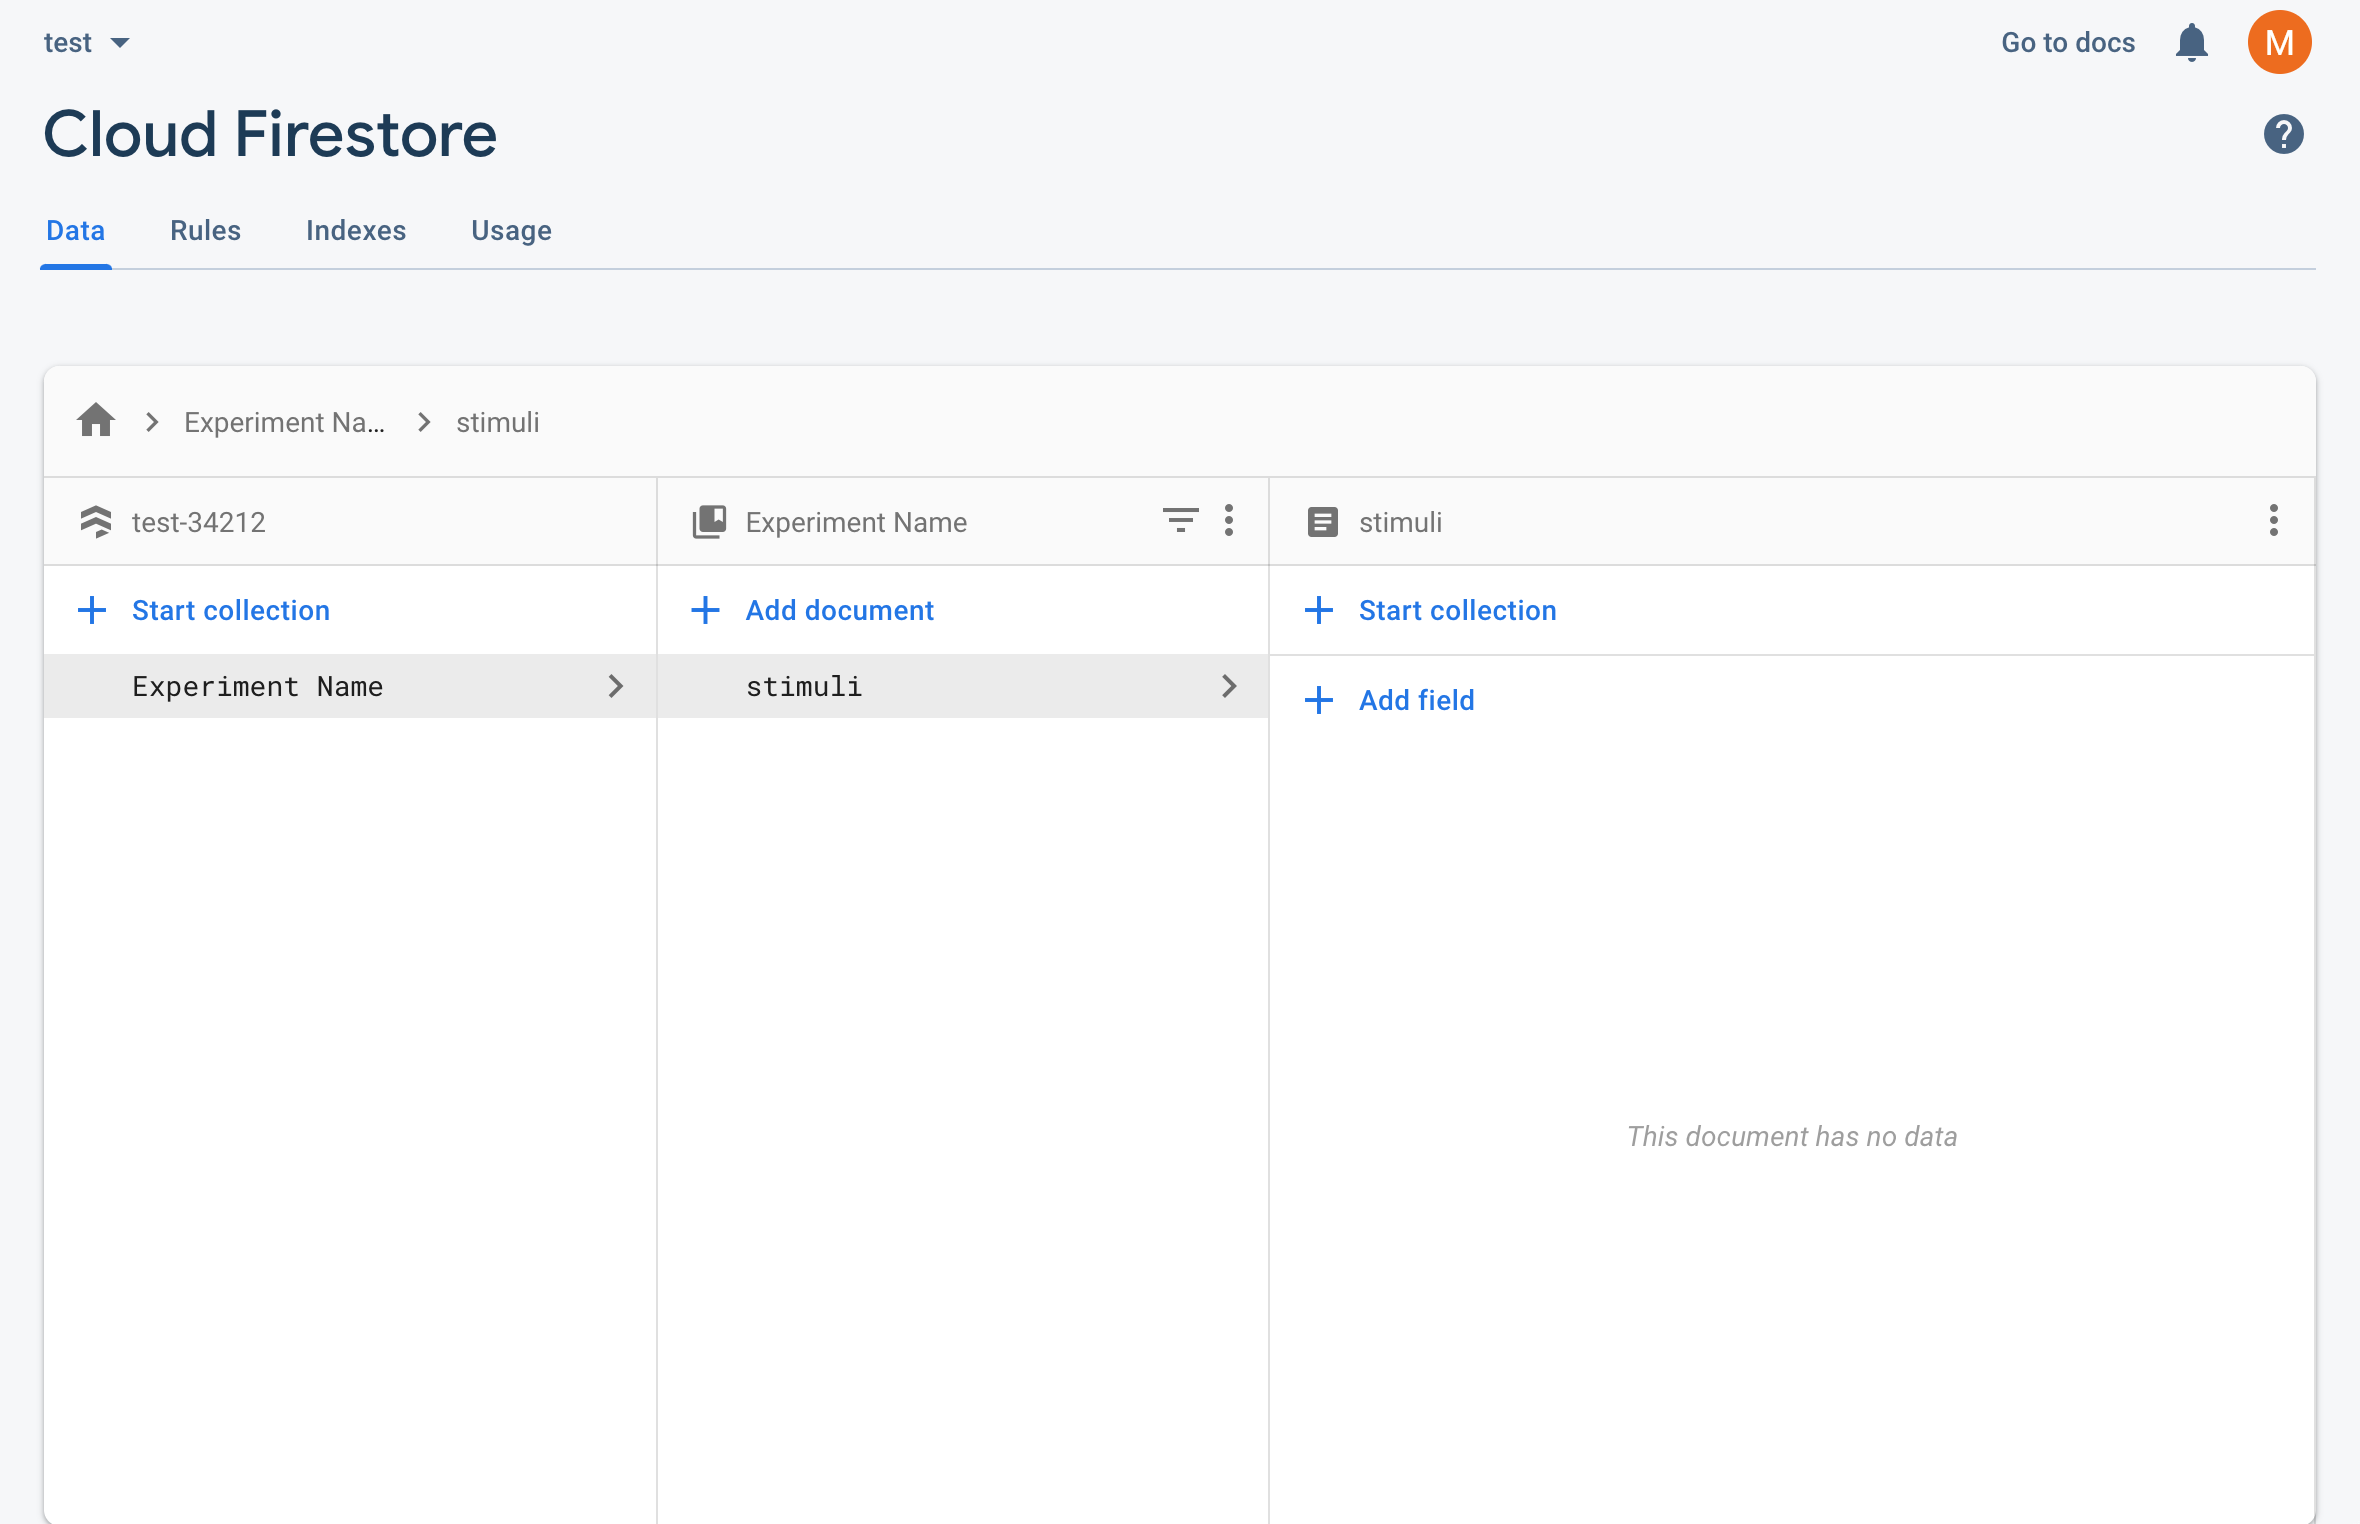 test
Go to docs
M
Cloud Firestore
?
Data Rules Indexes Usage
Experiment Na... stimuli
test-34212
Experiment Name
stimuli
Start collection
Add document
Start collection
Experiment Name
stimuli
Add field
This document has no data